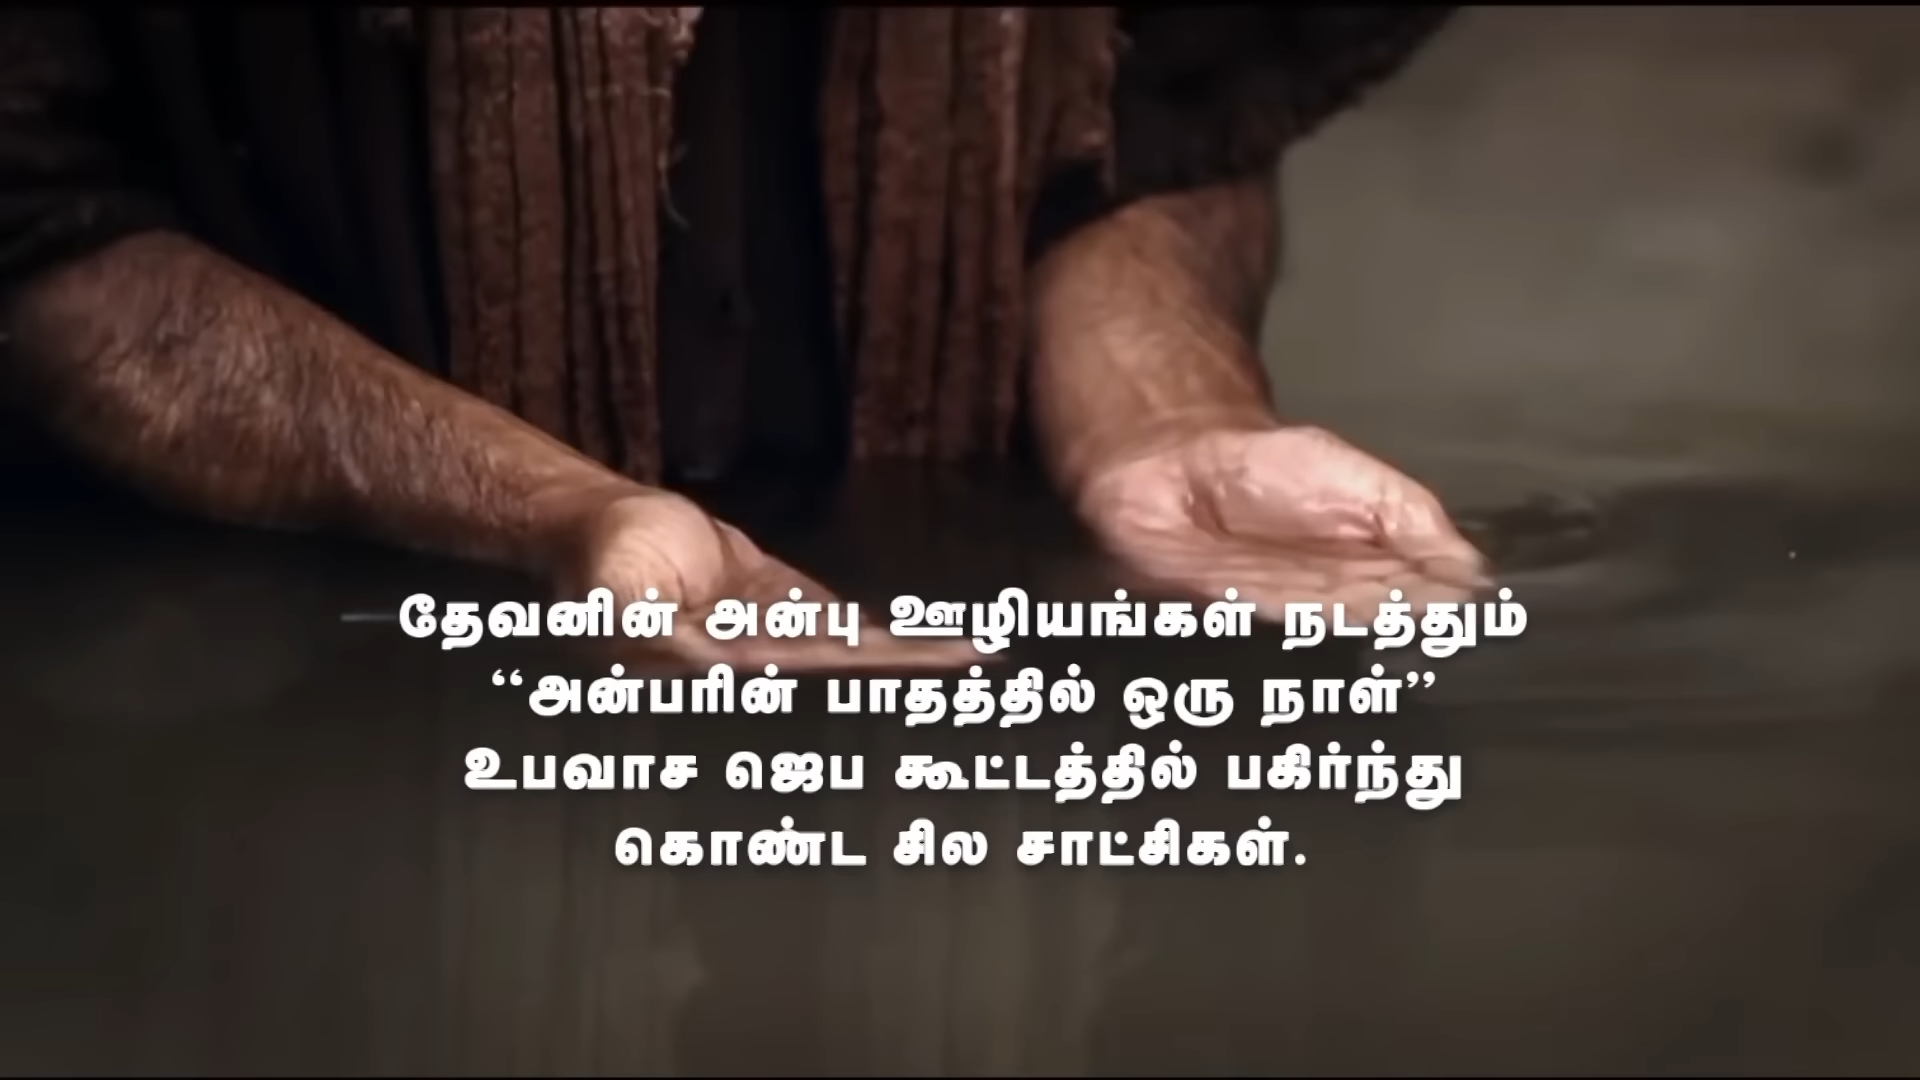 தேவனின் அன்பு ஊழியங்கள் நடத்தும்
“அன்பரின் பாதத்தில் ஒரு நாள்”
உபவாச ஜெப கூட்டத்தில் பகிர்ந்து
கொண்ட சில சாட்சிகள்.